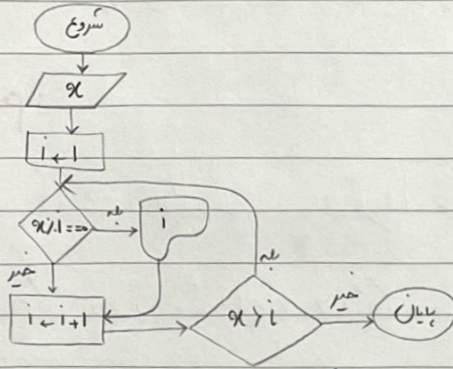 شروع
x
i ← 1
x%i==0
بله
i
خیر
بله
i ← i+1
x > i
خیر
پایان